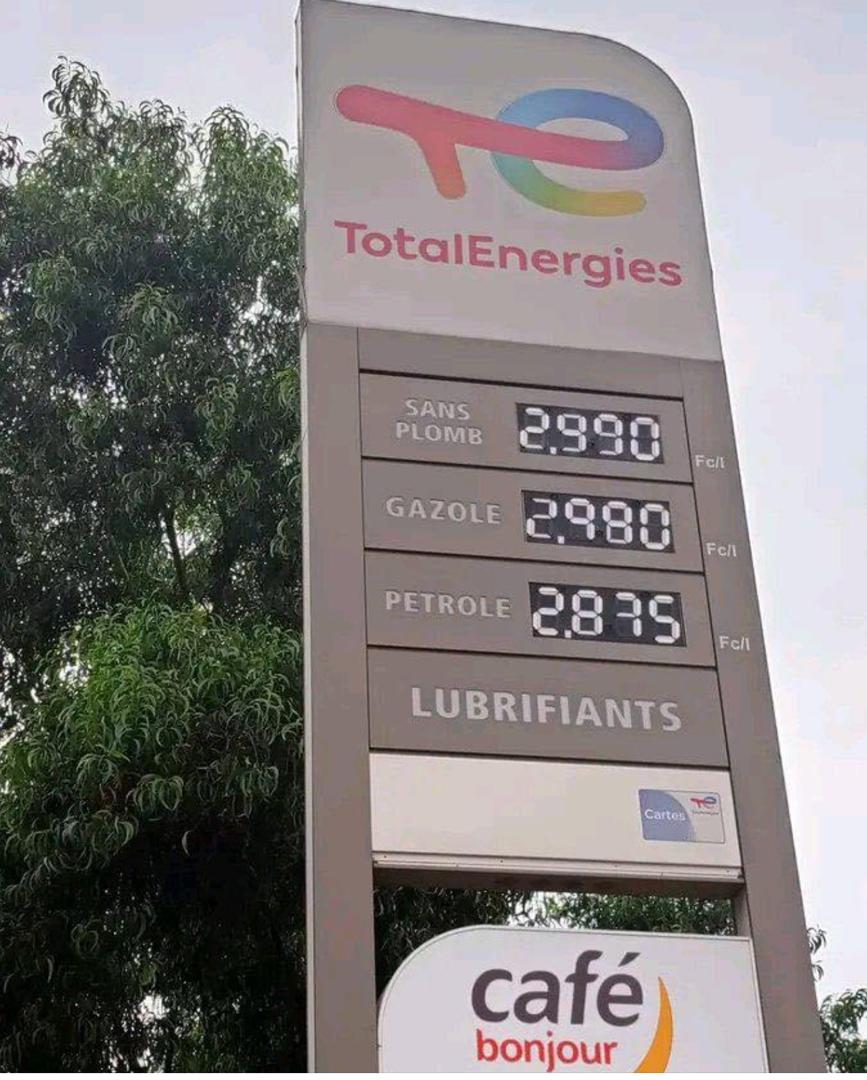 TotalEnergies
SANS
PLOMB
2.990
Fc/l
GAZOLE
2.980
Fc/l
PETROLE
2.875
Fc/l
LUBRIFIANTS
Cartes
café
bonjour